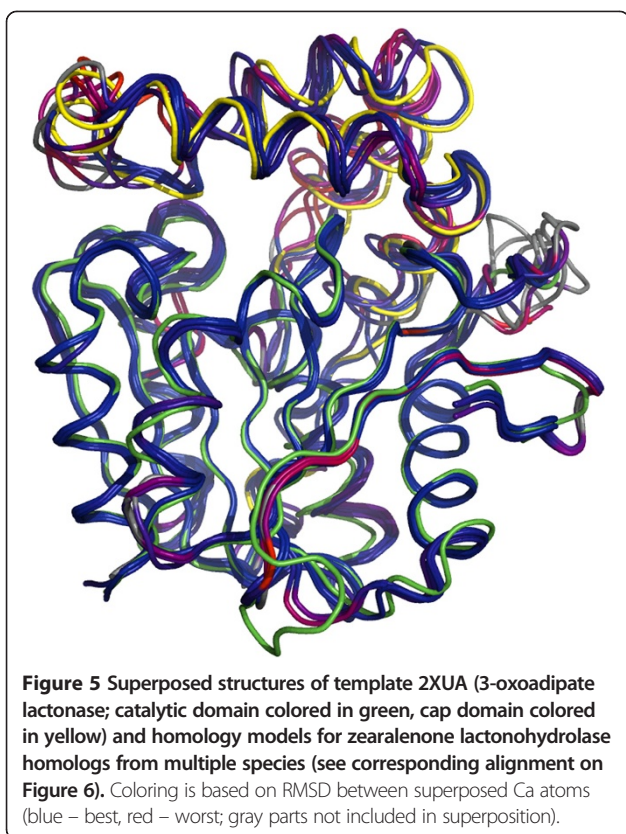 Figure 5 Superposed structures of template 2XUA (3-oxoadipate
lactonase; catalytic domain colored in green, cap domain colored
in yellow) and homology models for zearalenone lactonohydrolase
homologs from multiple species (see corresponding alignment on
Figure 6). Coloring is based on RMSD between superposed Ca atoms
(blue – best, red – worst; gray parts not included in superposition).